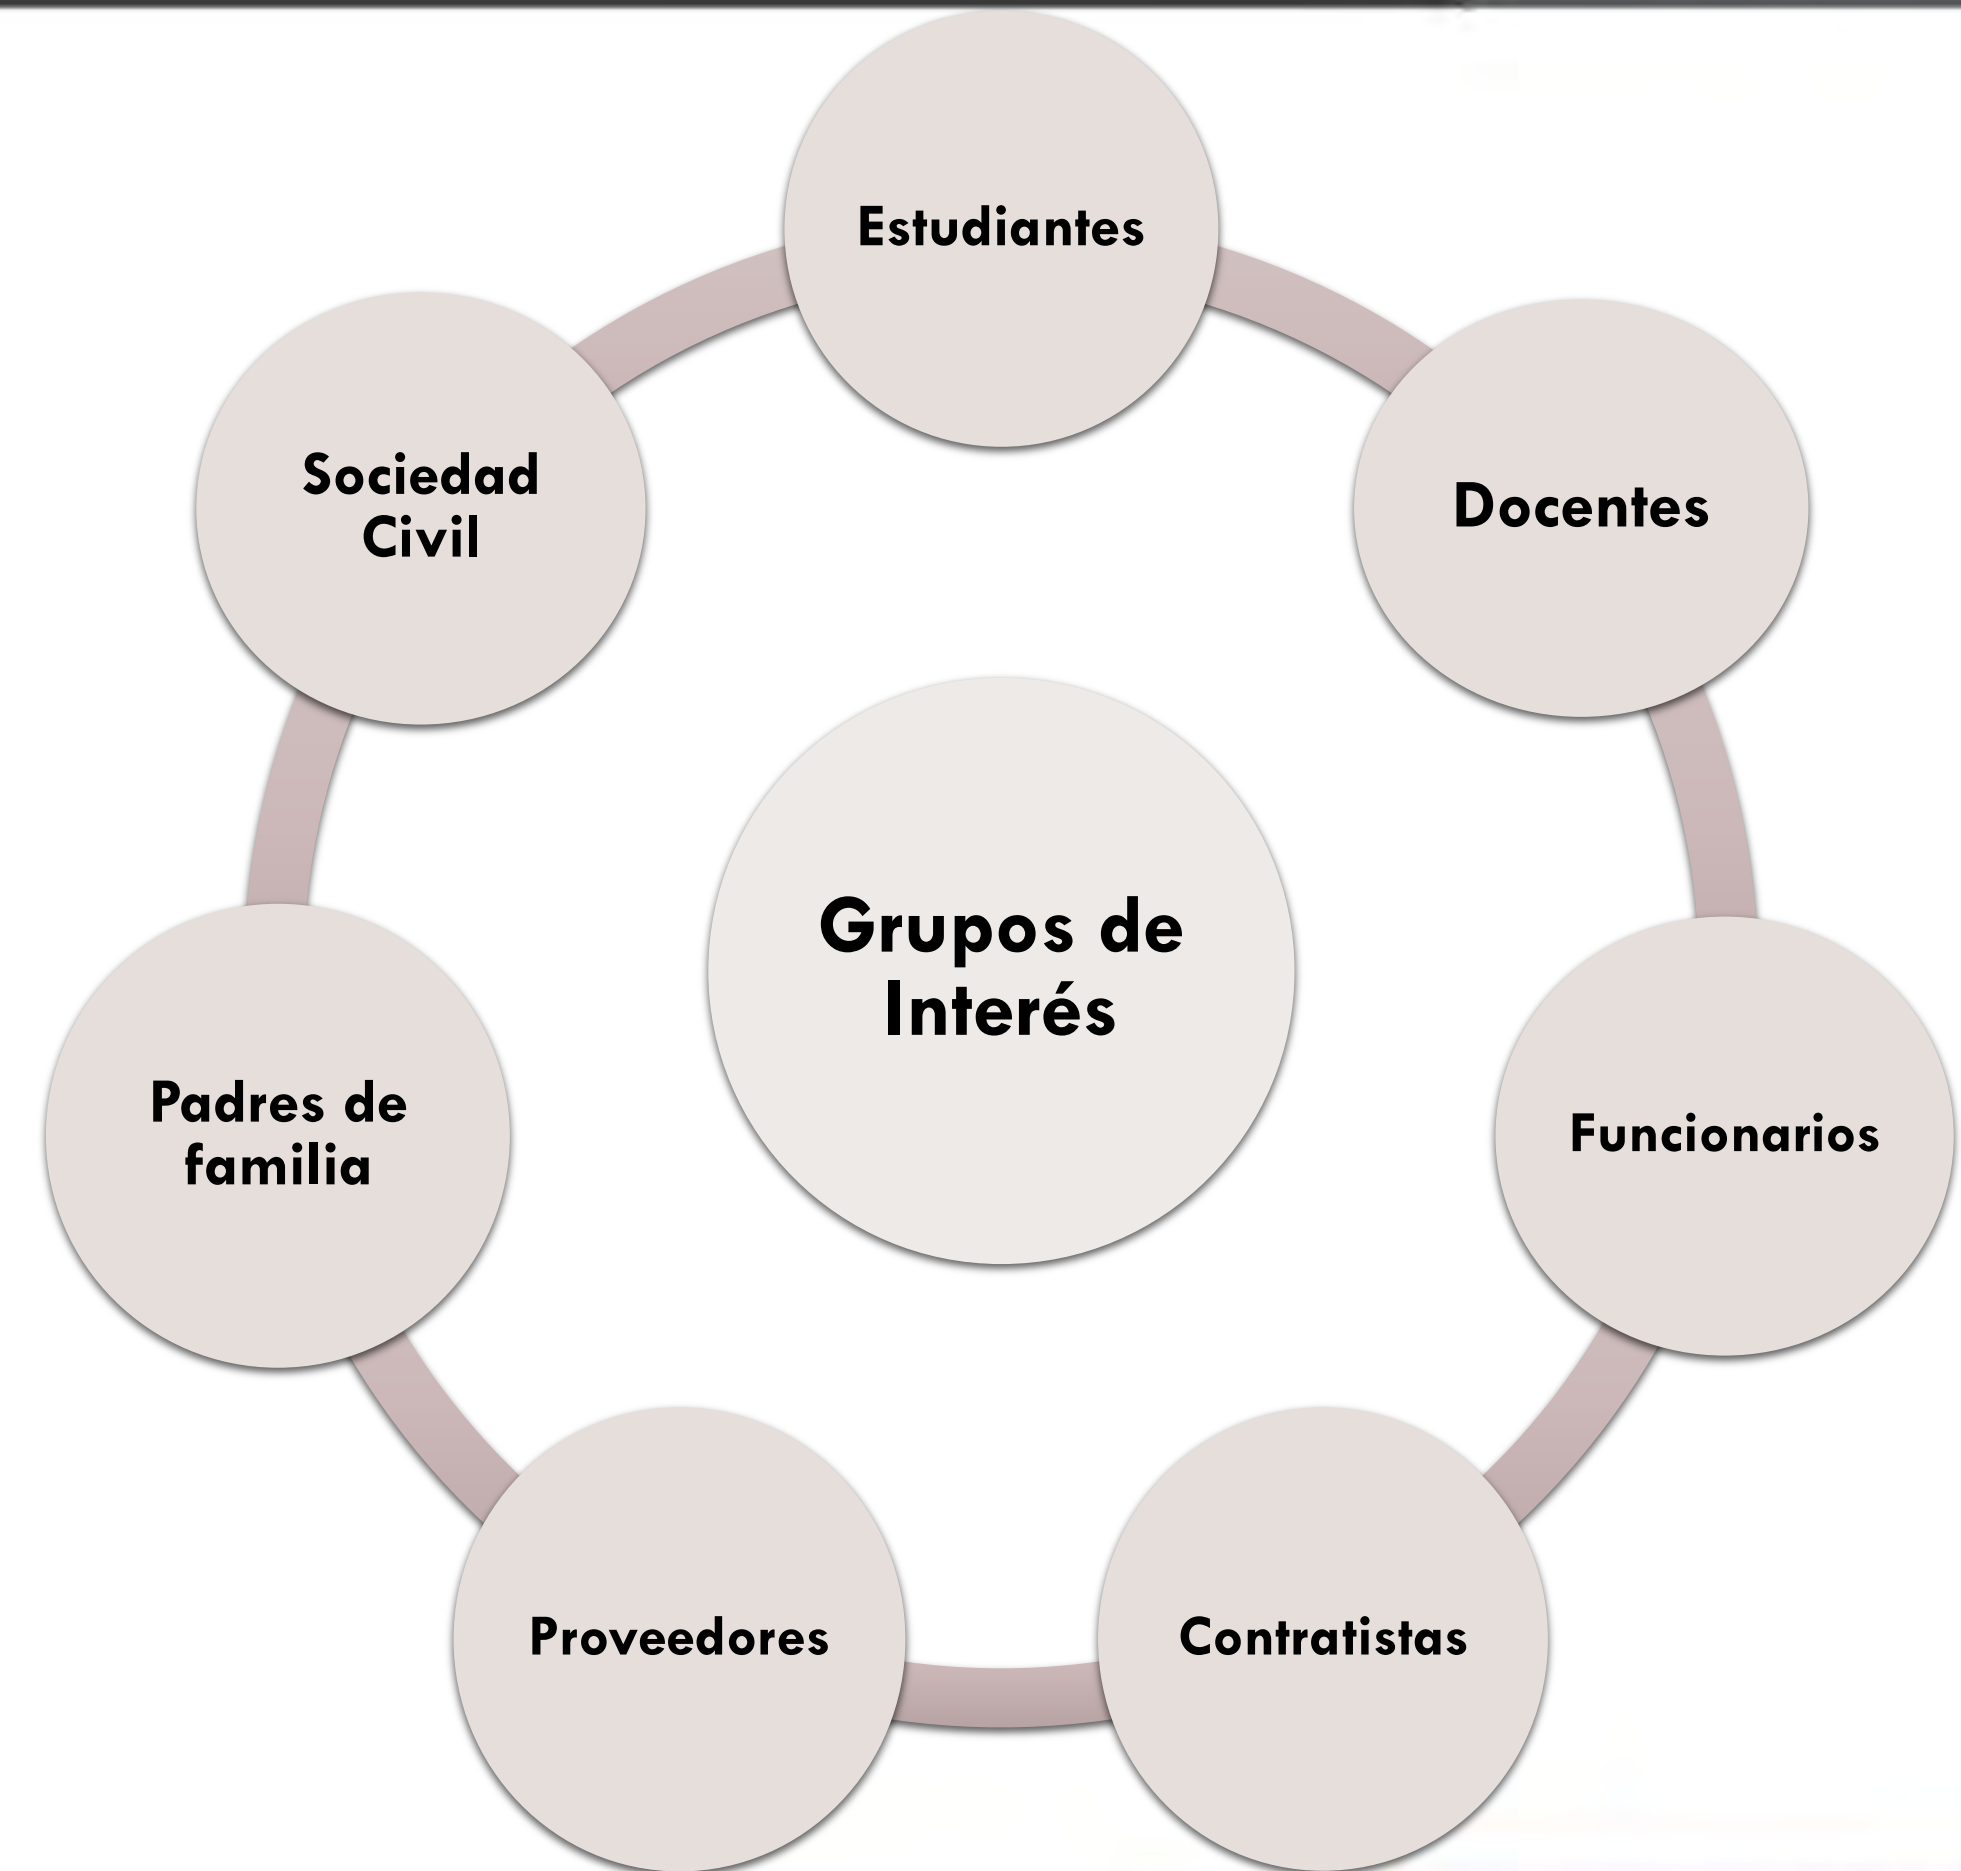 Estudiantes
Docentes
Funcionarios
Contratistas
Proveedores
Padres de
familia
Sociedad
Civil
Grupos de
Interés